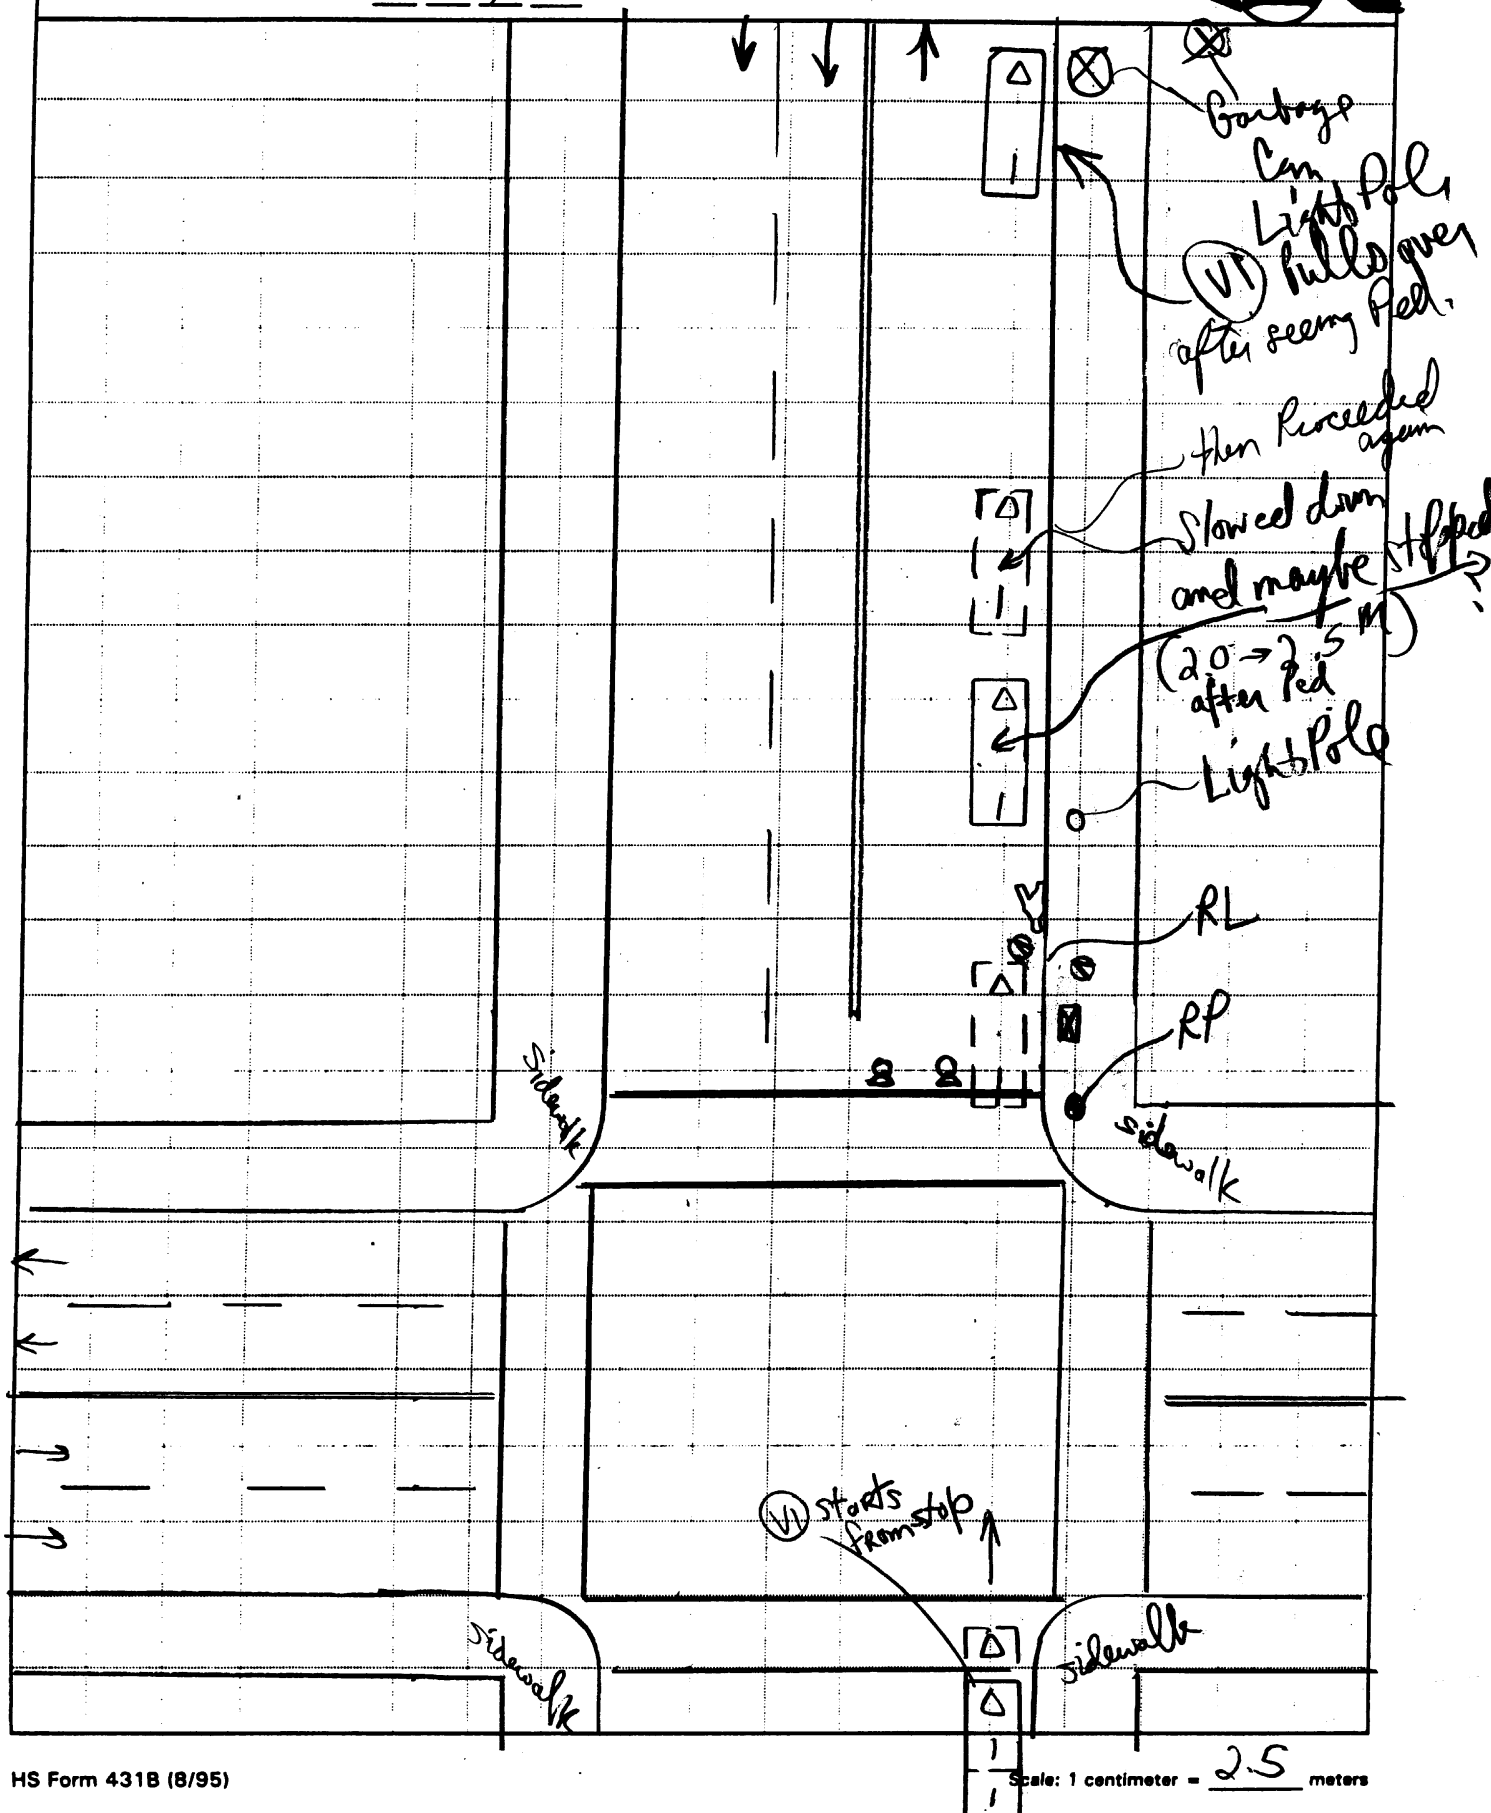 Garbage
Can
Light Pole
V1 Pulls over
after seeing Ped.
then Proceeded
again
Slowed down
and maybe stopped
?
(20 → 2.5 M)
after Ped
Light Pole
RL
RP
Sidewalk
Sidewalk
V1 starts
from stop
Sidewalk
Sidewalk
HS Form 431B (8/95)
Scale: 1 centimeter = 2.5 meters